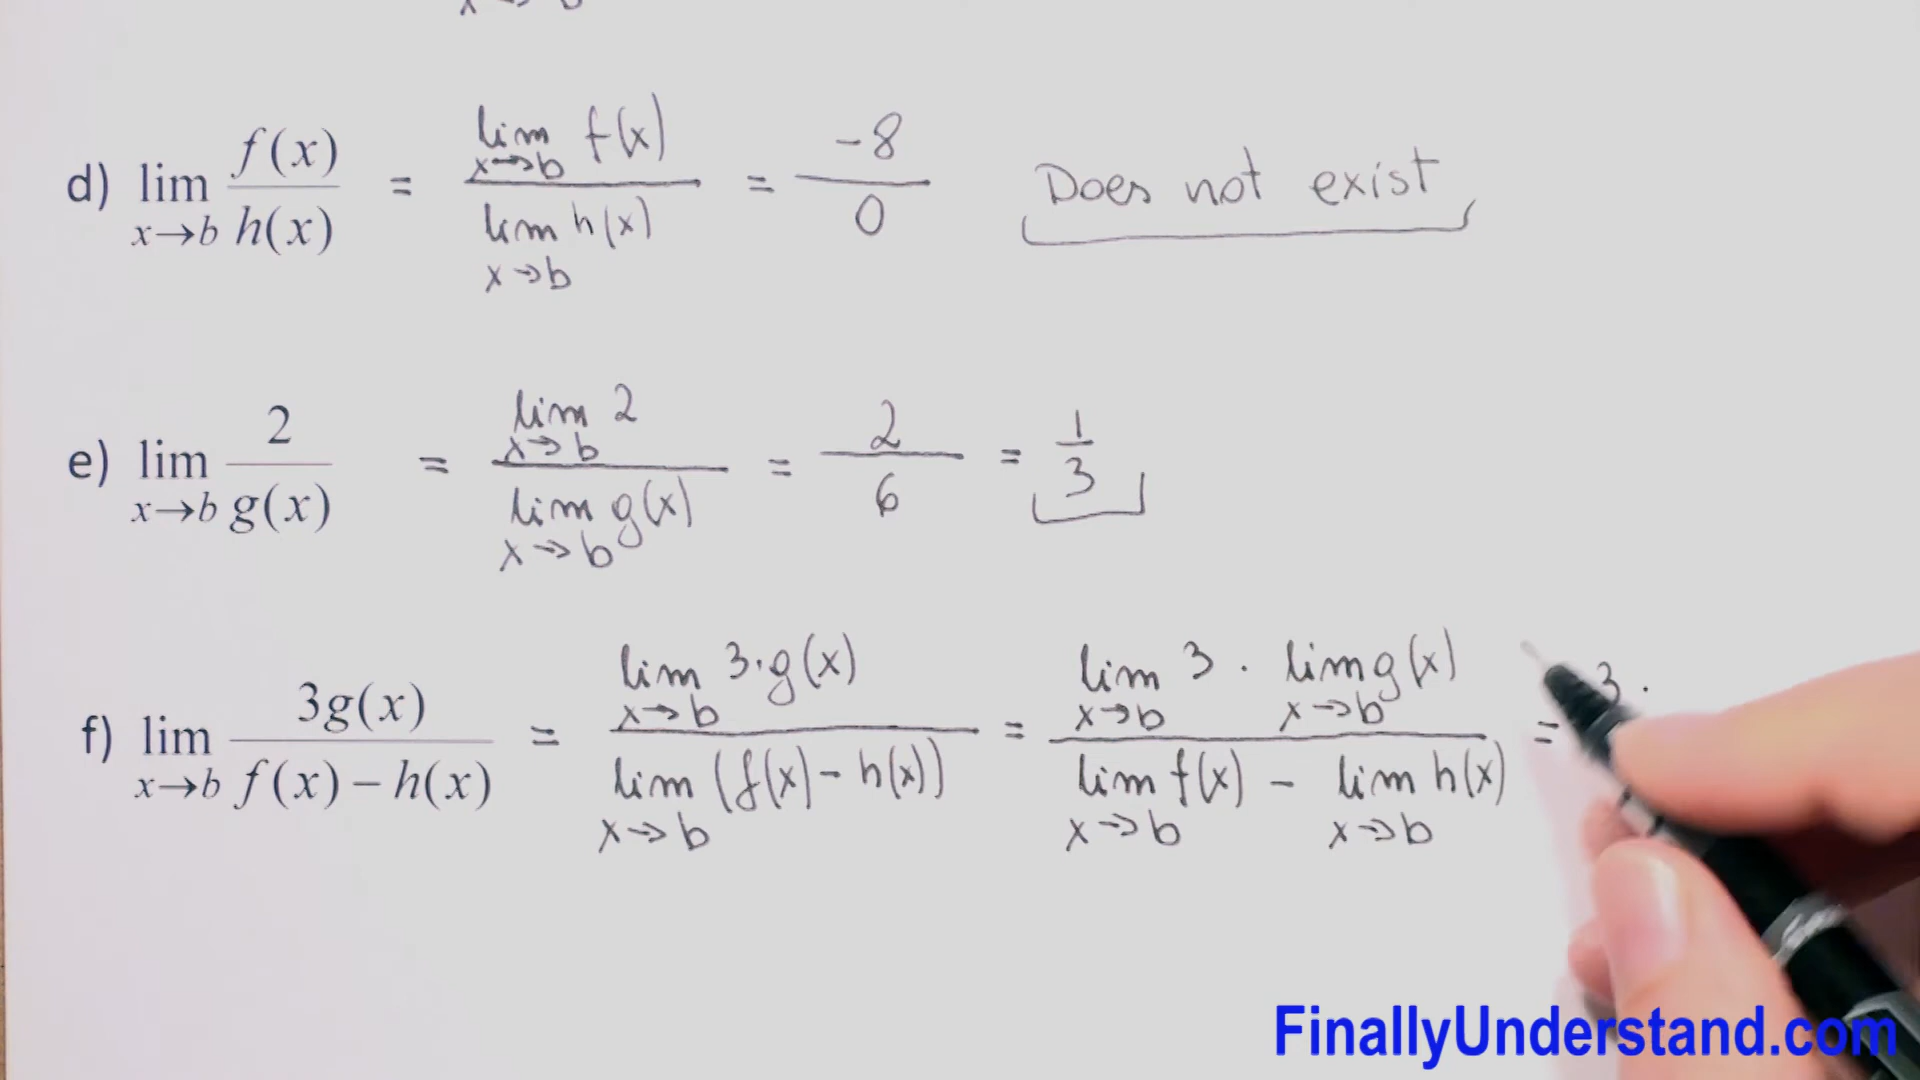 x→b
d) lim x→b f(x)/h(x) = lim x→b f(x) / lim x→b h(x) = -8/0 Does not exist
e) lim x→b 2/g(x) = lim x→b 2 / lim x→b g(x) = 2/6 = 1/3
f) lim x→b 3g(x)/(f(x)−h(x)) = lim x→b 3·g(x) / lim x→b (f(x)-h(x)) = lim x→b 3 · lim x→b g(x) / lim x→b f(x) - lim x→b h(x) = 3·
FinallyUnderstand.com